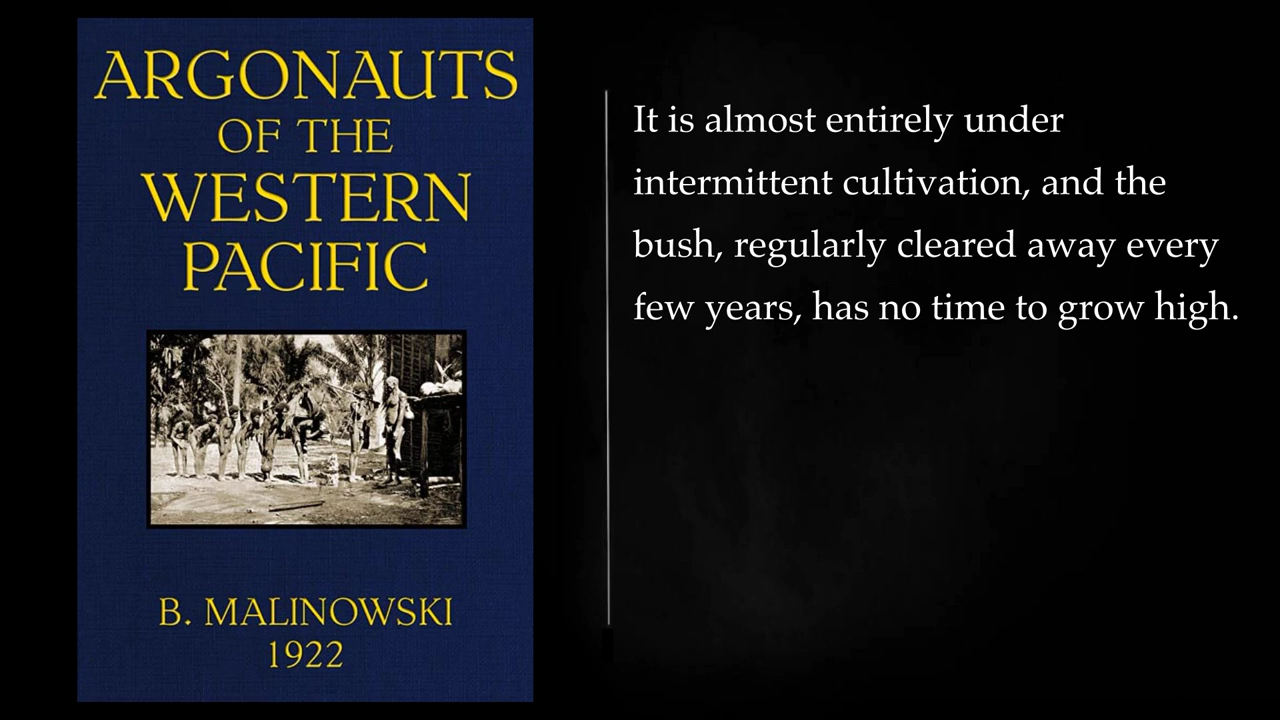 ARGONAUTS
OF THE
WESTERN
PACIFIC
B. MALINOWSKI
1922
It is almost entirely under
intermittent cultivation, and the
bush, regularly cleared away every
few years, has no time to grow high.